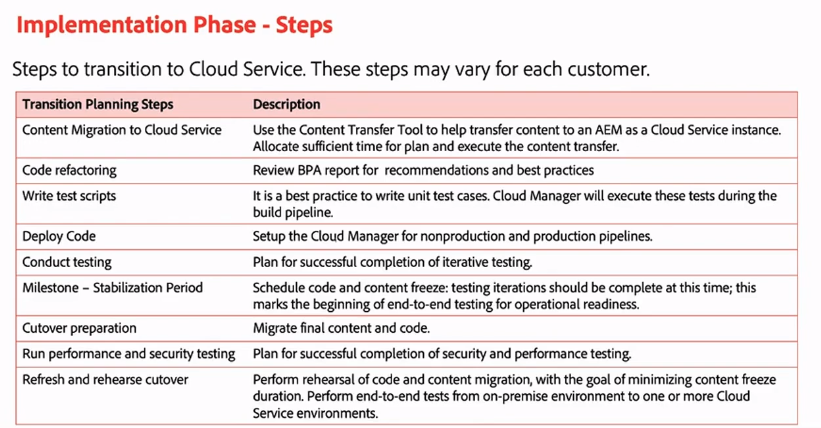 Implementation Phase - Steps
Steps to transition to Cloud Service. These steps may vary for each customer.
Transition Planning Steps Description
Content Migration to Cloud Service Use the Content Transfer Tool to help transfer content to an AEM as a Cloud Service instance.
Allocate sufficient time for plan and execute the content transfer.
Code refactoring Review BPA report for recommendations and best practices
Write test scripts It is a best practice to write unit test cases. Cloud Manager will execute these tests during the
build pipeline.
Deploy Code Setup the Cloud Manager for nonproduction and production pipelines.
Conduct testing Plan for successful completion of iterative testing.
Milestone – Stabilization Period Schedule code and content freeze: testing iterations should be complete at this time; this
marks the beginning of end-to-end testing for operational readiness.
Cutover preparation Migrate final content and code.
Run performance and security testing Plan for successful completion of security and performance testing.
Refresh and rehearse cutover Perform rehearsal of code and content migration, with the goal of minimizing content freeze
duration. Perform end-to-end tests from on-premise environment to one or more Cloud
Service environments.